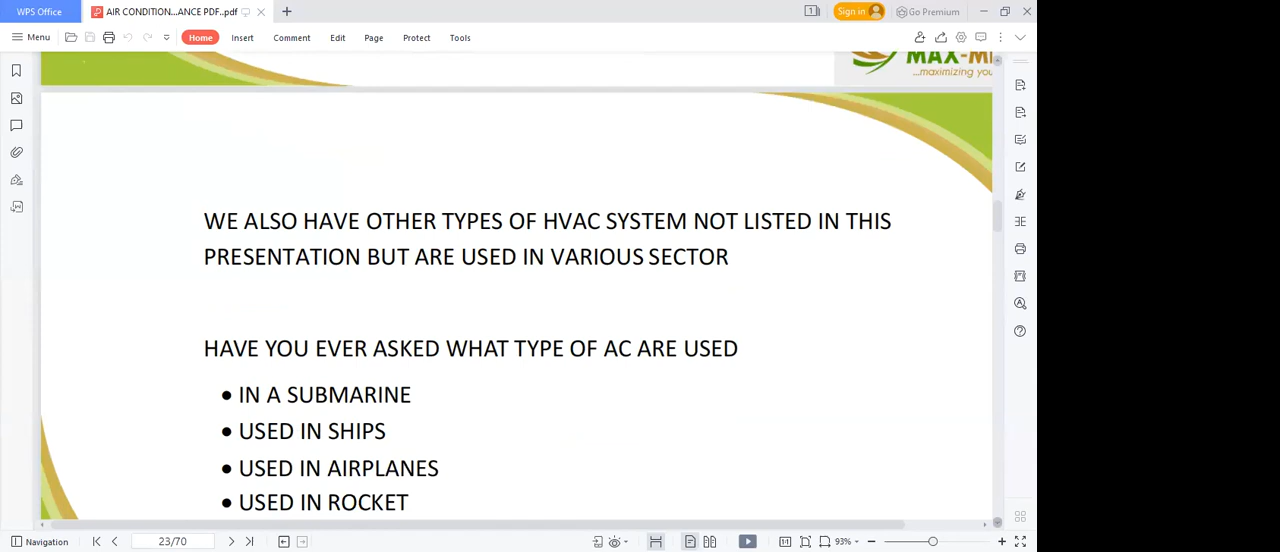 WPS Office
AIR CONDITION...ANCE PDF..pdf
1
Sign in
Go Premium
Menu
Home
Insert
Comment
Edit
Page
Protect
Tools
MAX-MI
...maximizing you
WE ALSO HAVE OTHER TYPES OF HVAC SYSTEM NOT LISTED IN THIS
PRESENTATION BUT ARE USED IN VARIOUS SECTOR
HAVE YOU EVER ASKED WHAT TYPE OF AC ARE USED
• IN A SUBMARINE
• USED IN SHIPS
• USED IN AIRPLANES
• USED IN ROCKET
Navigation
23/70
93%